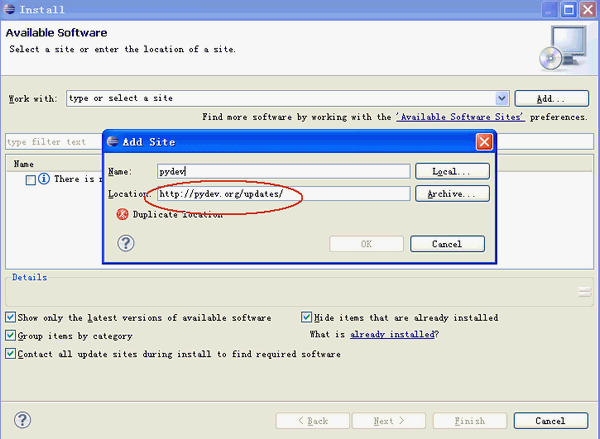 Install
Available Software
Select a site or enter the location of a site.
Work with: type or select a site Add...
Find more software by working with the 'Available Software Sites' preferences.
type filter text
Name
There is n
Add Site
Name: pydev Local...
Location: http://pydev.org/updates/ Archive...
Duplicate location
? OK Cancel
Details
Show only the latest versions of available software Hide items that are already installed
Group items by category What is already installed?
Contact all update sites during install to find required software
? < Back Next > Finish Cancel